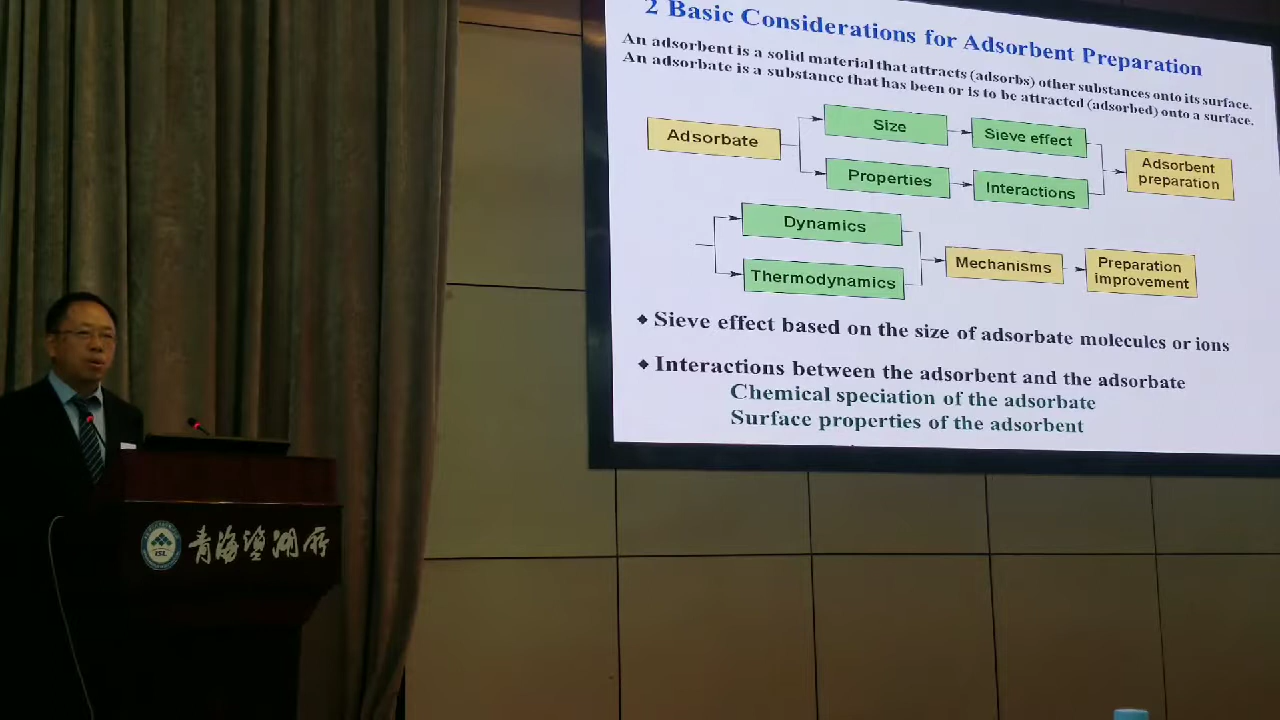 2 Basic Considerations for Adsorbent Preparation
An adsorbent is a solid material that attracts (adsorbs) other substances onto its surface.
An adsorbate is a substance that has been or is to be attracted (adsorbed) onto a surface.
Adsorbate
Size
Sieve effect
Properties
Interactions
Adsorbent
preparation
Dynamics
Thermodynamics
Mechanisms
Preparation
improvement
◆ Sieve effect based on the size of adsorbate molecules or ions
◆ Interactions between the adsorbent and the adsorbate
Chemical speciation of the adsorbate
Surface properties of the adsorbent
ISL
青海盐湖所